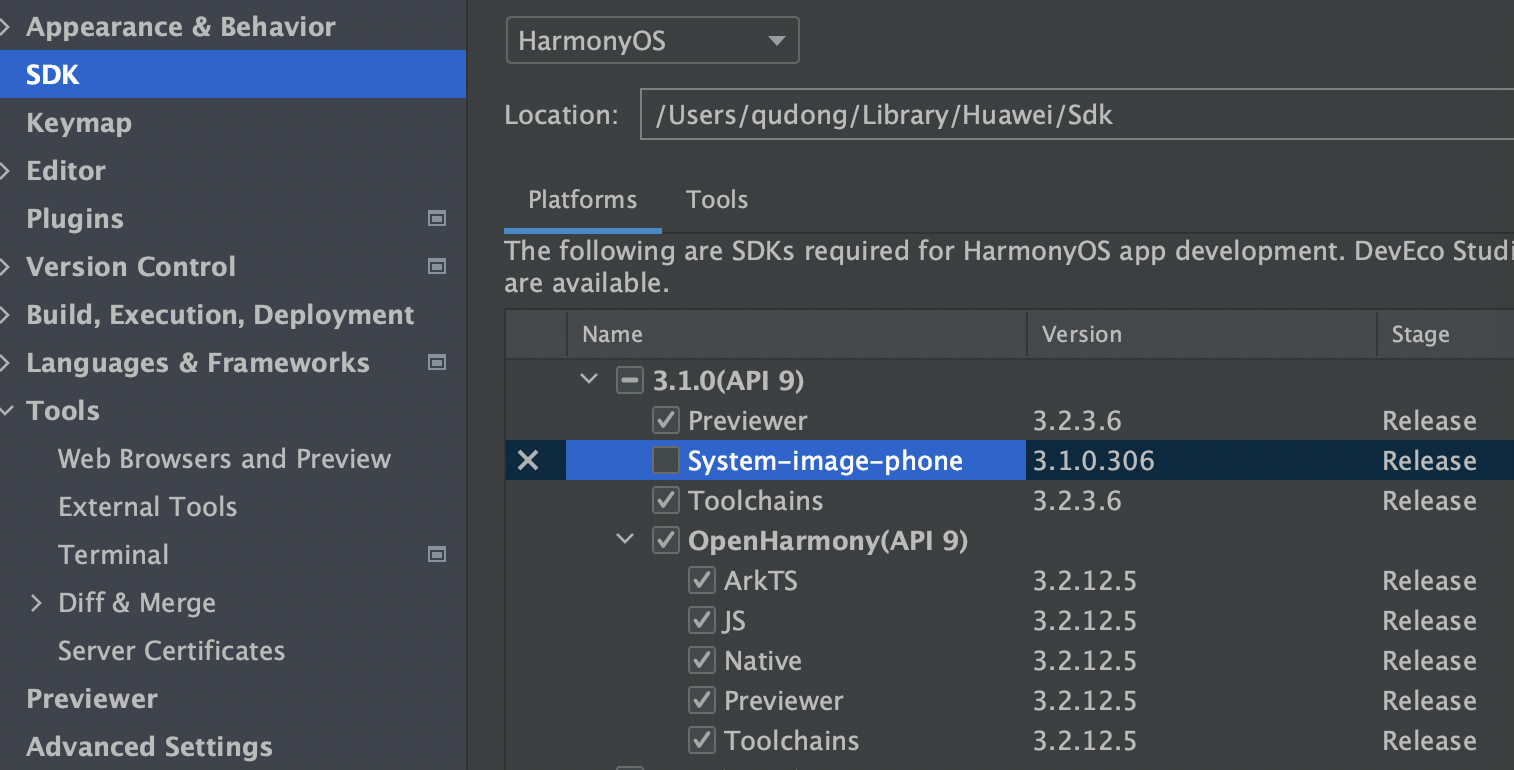 Appearance & Behavior
SDK
Keymap
Editor
Plugins
Version Control
Build, Execution, Deployment
Languages & Frameworks
Tools
Web Browsers and Preview
External Tools
Terminal
Diff & Merge
Server Certificates
Previewer
Advanced Settings
HarmonyOS
Location: /Users/qudong/Library/Huawei/Sdk
Platforms Tools
The following are SDKs required for HarmonyOS app development. DevEco Studi
are available.
Name Version Stage
3.1.0(API 9)
Previewer 3.2.3.6 Release
System-image-phone 3.1.0.306 Release
Toolchains 3.2.3.6 Release
OpenHarmony(API 9)
ArkTS 3.2.12.5 Release
JS 3.2.12.5 Release
Native 3.2.12.5 Release
Previewer 3.2.12.5 Release
Toolchains 3.2.12.5 Release